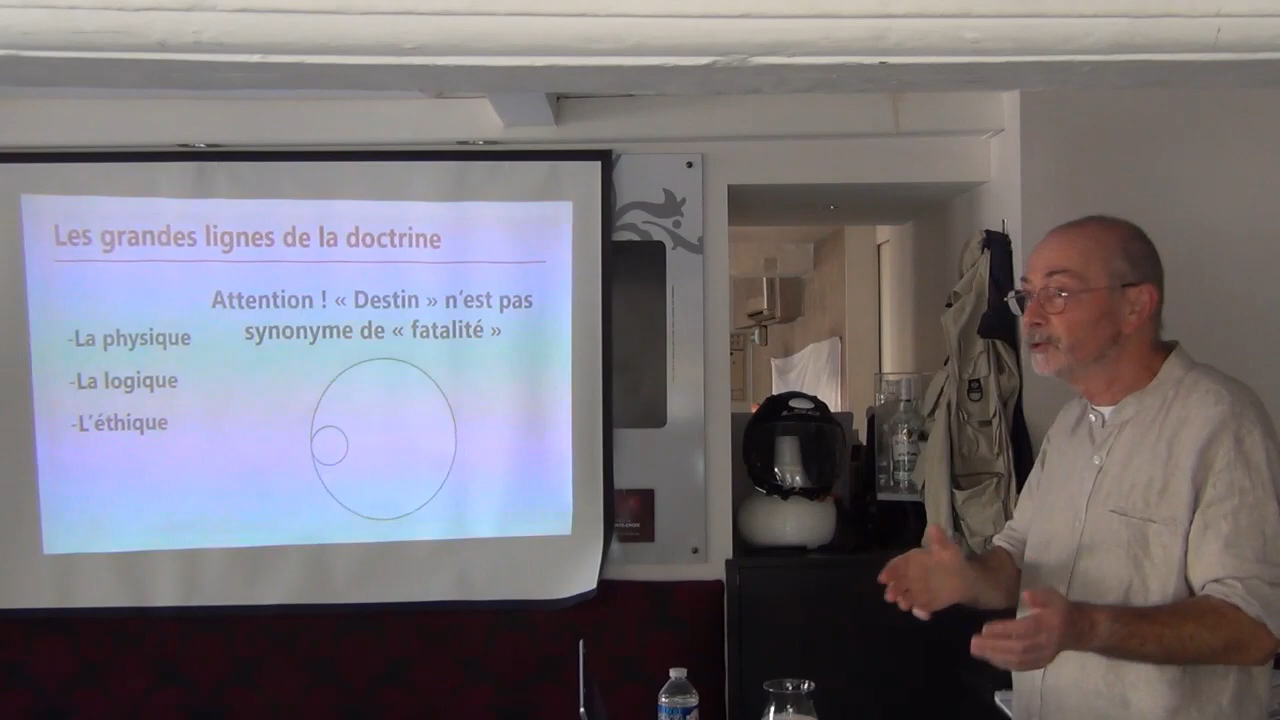 Les grandes lignes de la doctrine
Attention ! « Destin » n'est pas
synonyme de « fatalité »
-La physique
-La logique
-L'éthique